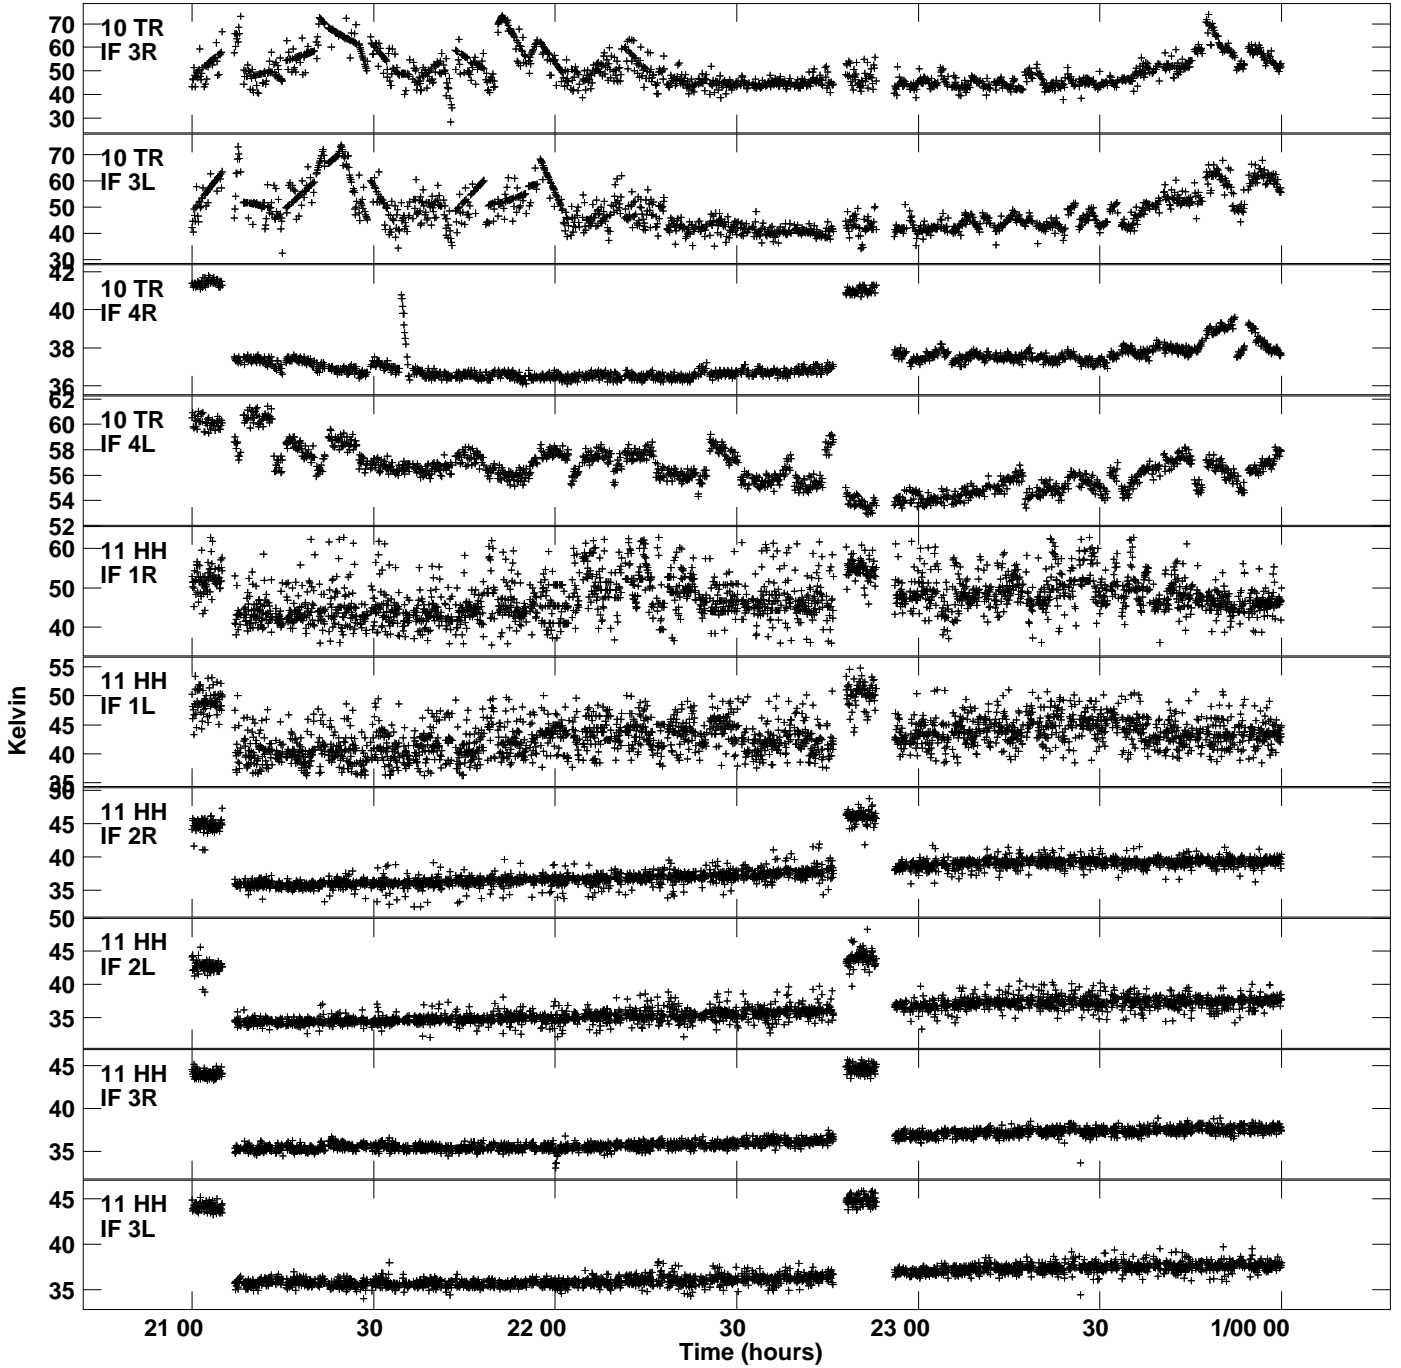 10 TR
IF 3R
70
60
50
40
30
10 TR
IF 3L
70
60
50
40
30
10 TR
IF 4R
42
40
38
36
10 TR
IF 4L
62
60
58
56
54
52
11 HH
IF 1R
60
50
40
11 HH
IF 1L
55
50
45
40
35
11 HH
IF 2R
50
45
40
35
11 HH
IF 2L
50
45
40
35
11 HH
IF 3R
45
40
35
11 HH
IF 3L
45
40
35
Kelvin
21 00 30 22 00 30 23 00 30 1/00 00
Time (hours)